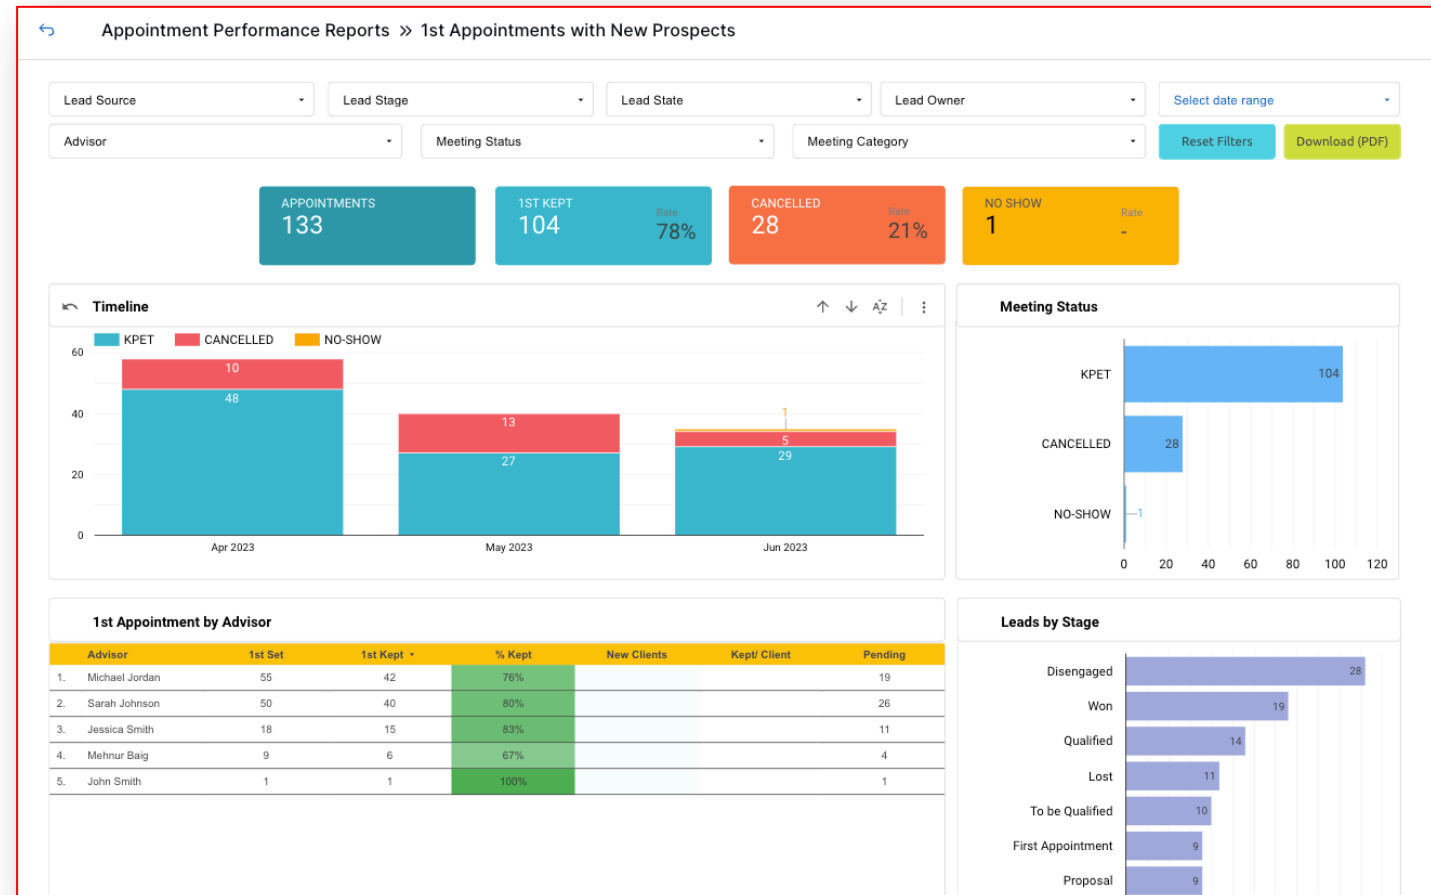 Appointment Performance Reports » 1st Appointments with New Prospects
Lead Source Lead Stage Lead State Lead Owner Select date range
Advisor Meeting Status Meeting Category Reset Filters Download (PDF)
APPOINTMENTS
133
1ST KEPT
104
Rate
78%
CANCELLED
28
Rate
21%
NO SHOW
1
Rate
-
Timeline
AZ
KPET CANCELLED NO-SHOW
60
40
20
0
10
48
13
27
1
5
29
Apr 2023 May 2023 Jun 2023
Meeting Status
KPET 104
CANCELLED 28
NO-SHOW 1
0 20 40 60 80 100 120
1st Appointment by Advisor
Advisor 1st Set 1st Kept % Kept New Clients Kept/ Client Pending
1. Michael Jordan 55 42 76% 19
2. Sarah Johnson 50 40 80% 26
3. Jessica Smith 18 15 83% 11
4. Mehnur Baig 9 6 67% 4
5. John Smith 1 1 100% 1
Leads by Stage
Disengaged 28
Won 19
Qualified 14
Lost 11
To be Qualified 10
First Appointment 9
Proposal 9